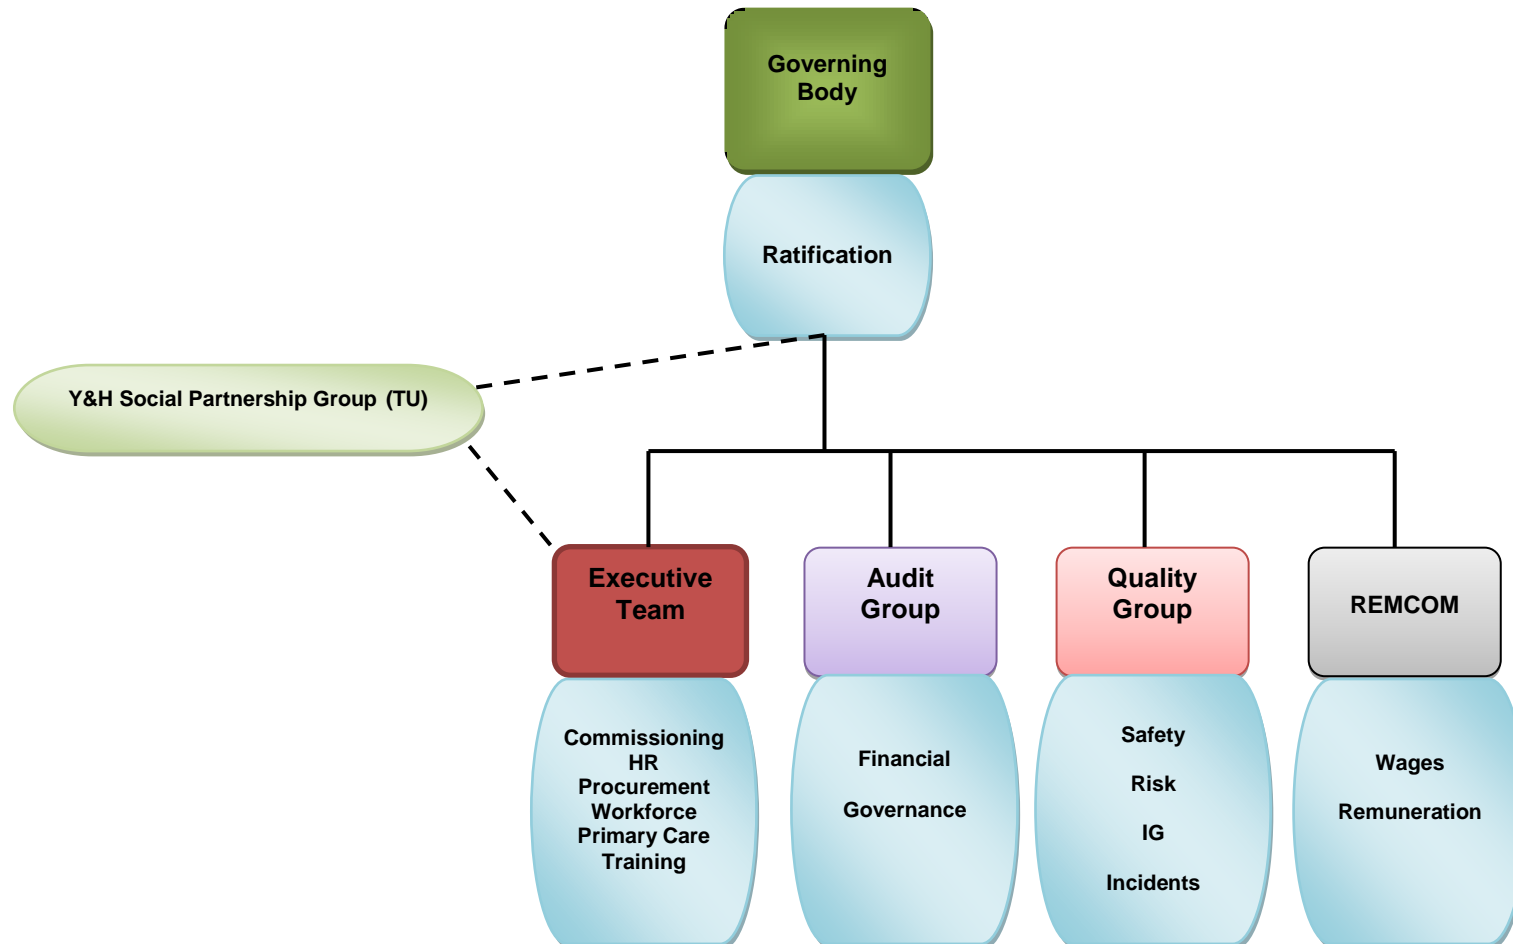 Governing
Body
Ratification
Y&H Social Partnership Group (TU)
Executive
Team
Audit
Group
Quality
Group
REMCOM
Commissioning
HR
Procurement
Workforce
Primary Care
Training
Financial
Governance
Safety
Risk
IG
Incidents
Wages
Remuneration